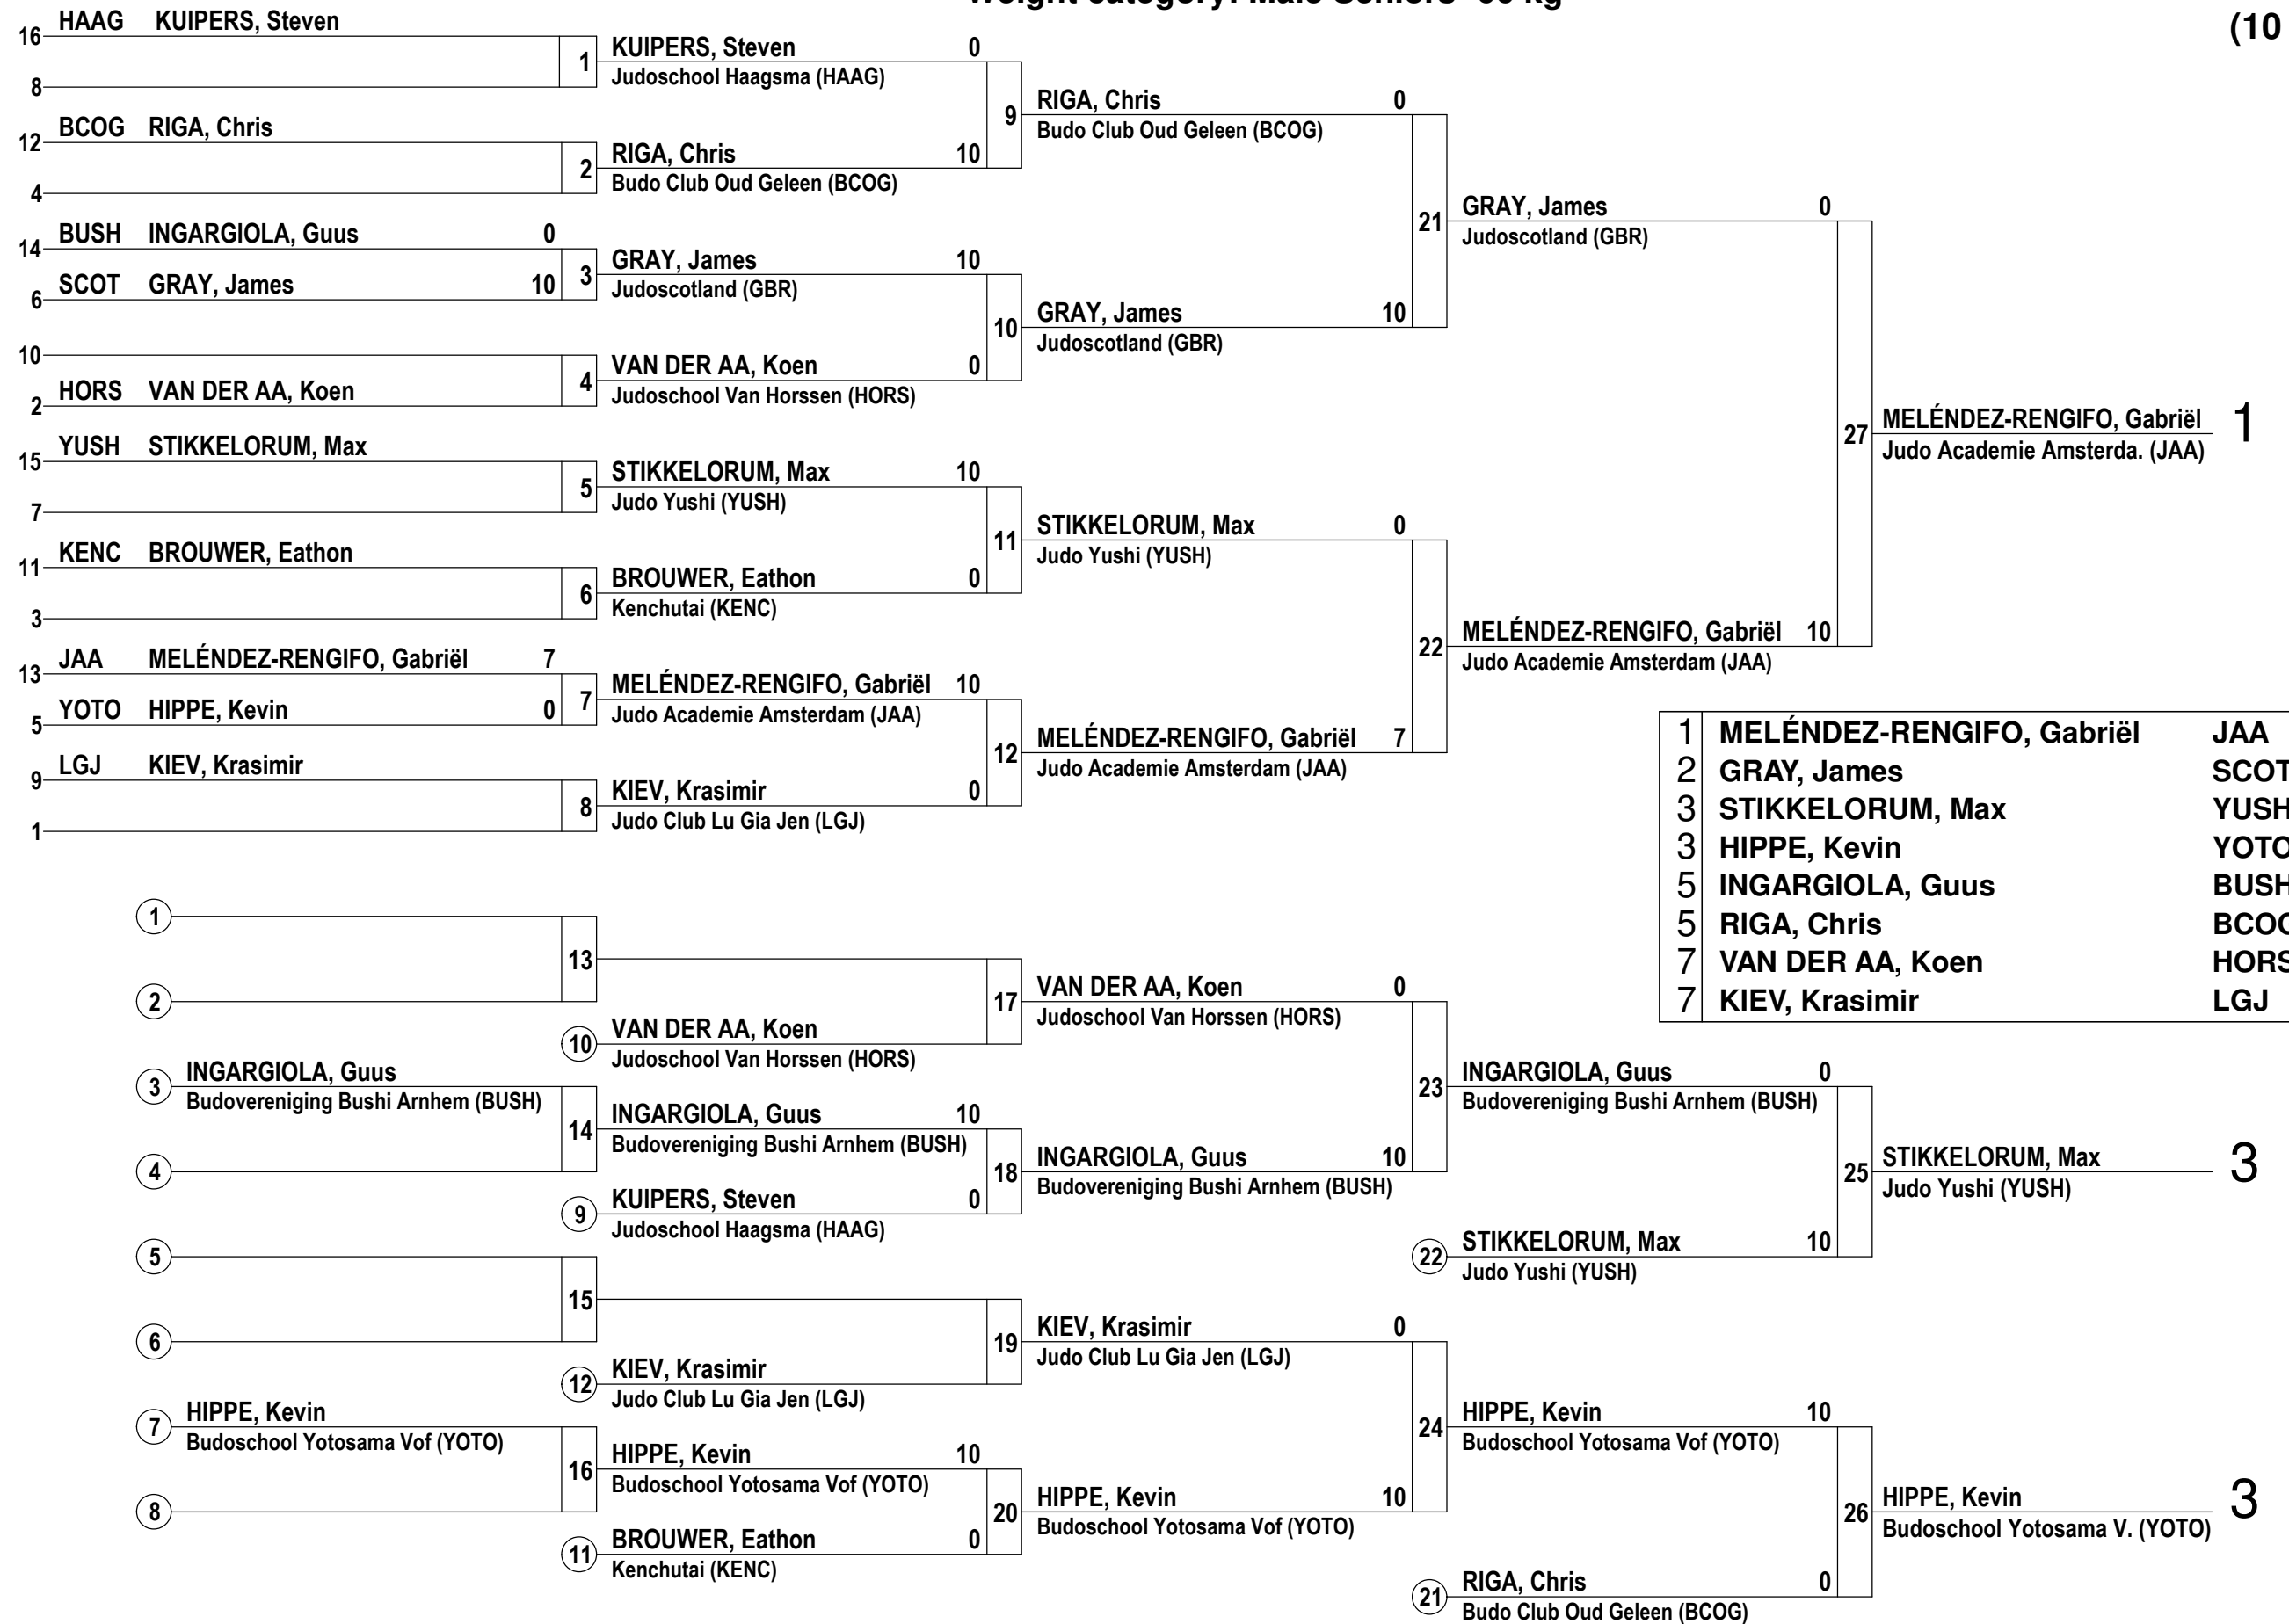 (10
16 HAAG KUIPERS, Steven
1 KUIPERS, Steven 0
Judoschool Haagsma (HAAG)
8
9 RIGA, Chris 0
Budo Club Oud Geleen (BCOG)
12 BCOG RIGA, Chris
2 RIGA, Chris 10
Budo Club Oud Geleen (BCOG)
4
21 GRAY, James 0
Judoscotland (GBR)
14 BUSH INGARGIOLA, Guus 0
3 GRAY, James 10
Judoscotland (GBR)
6 SCOT GRAY, James 10
10 GRAY, James 10
Judoscotland (GBR)
10
4 VAN DER AA, Koen 0
Judoschool Van Horssen (HORS)
2 HORS VAN DER AA, Koen
27 MELÉNDEZ-RENGIFO, Gabriël 1
Judo Academie Amsterda. (JAA)
15 YUSH STIKKELORUM, Max
5 STIKKELORUM, Max 10
Judo Yushi (YUSH)
7
11 STIKKELORUM, Max 0
Judo Yushi (YUSH)
11 KENC BROUWER, Eathon
6 BROUWER, Eathon 0
Kenchutai (KENC)
3
22 MELÉNDEZ-RENGIFO, Gabriël 10
Judo Academie Amsterdam (JAA)
13 JAA MELÉNDEZ-RENGIFO, Gabriël 7
7 MELÉNDEZ-RENGIFO, Gabriël 10
Judo Academie Amsterdam (JAA)
5 YOTO HIPPE, Kevin 0
12 MELÉNDEZ-RENGIFO, Gabriël 7
Judo Academie Amsterdam (JAA)
9 LGJ KIEV, Krasimir
8 KIEV, Krasimir 0
Judo Club Lu Gia Jen (LGJ)
1
1 MELÉNDEZ-RENGIFO, Gabriël JAA
2 GRAY, James SCOT
3 STIKKELORUM, Max YUSH
3 HIPPE, Kevin YOTO
5 INGARGIOLA, Guus BUSH
5 RIGA, Chris BCOG
7 VAN DER AA, Koen HORS
7 KIEV, Krasimir LGJ
1
13
2
17 VAN DER AA, Koen 0
Judoschool Van Horssen (HORS)
10 VAN DER AA, Koen
Judoschool Van Horssen (HORS)
3 INGARGIOLA, Guus
Budovereniging Bushi Arnhem (BUSH)
23 INGARGIOLA, Guus 0
Budovereniging Bushi Arnhem (BUSH)
14 INGARGIOLA, Guus 10
Budovereniging Bushi Arnhem (BUSH)
4
18 INGARGIOLA, Guus 10
Budovereniging Bushi Arnhem (BUSH)
25 STIKKELORUM, Max 3
Judo Yushi (YUSH)
9 KUIPERS, Steven 0
Judoschool Haagsma (HAAG)
5
22 STIKKELORUM, Max 10
Judo Yushi (YUSH)
15
6
19 KIEV, Krasimir 0
Judo Club Lu Gia Jen (LGJ)
12 KIEV, Krasimir
Judo Club Lu Gia Jen (LGJ)
7 HIPPE, Kevin
Budoschool Yotosama Vof (YOTO)
24 HIPPE, Kevin 10
Budoschool Yotosama Vof (YOTO)
16 HIPPE, Kevin 10
Budoschool Yotosama Vof (YOTO)
8
20 HIPPE, Kevin 10
Budoschool Yotosama Vof (YOTO)
26 HIPPE, Kevin 3
Budoschool Yotosama V. (YOTO)
11 BROUWER, Eathon 0
Kenchutai (KENC)
21 RIGA, Chris 0
Budo Club Oud Geleen (BCOG)